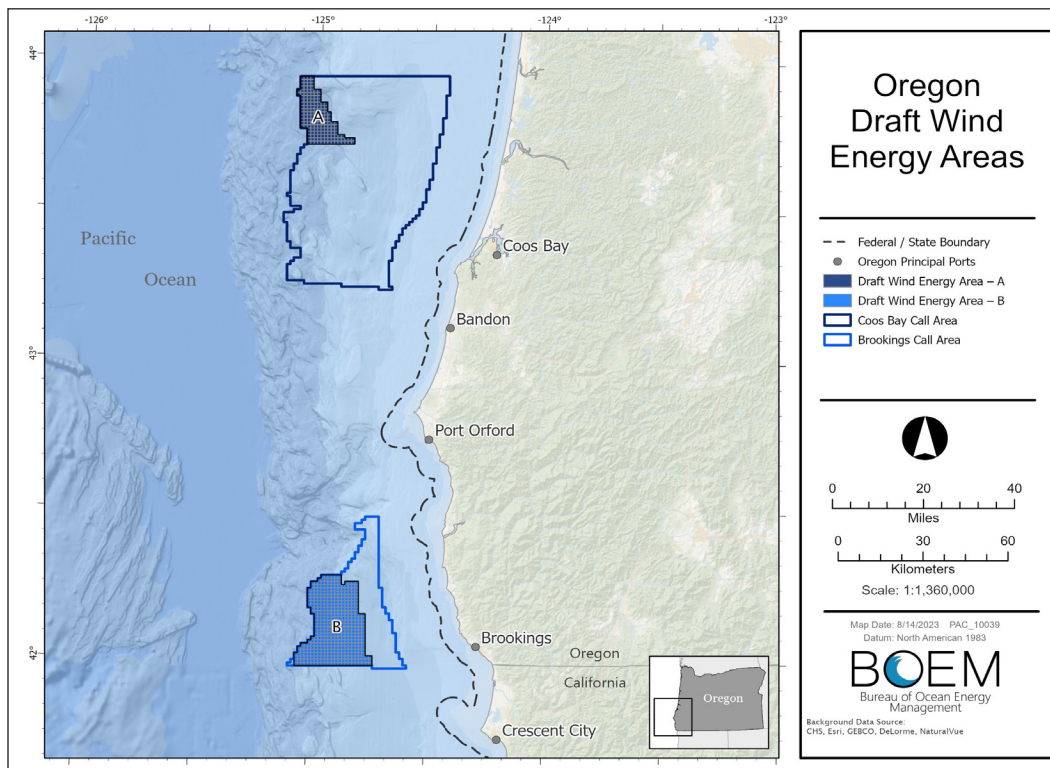 -126°
-125°
-124°
-123°
44°
43°
42°
A
Pacific
Ocean
Coos Bay
Bandon
Port Orford
B
Brookings
Oregon
California
Crescent City
Oregon
-126°
-125°
-124°
-123°
Oregon
Draft Wind
Energy Areas
Federal / State Boundary
Oregon Principal Ports
Draft Wind Energy Area – A
Draft Wind Energy Area – B
Coos Bay Call Area
Brookings Call Area
0 20 40
Miles
0 30 60
Kilometers
Scale: 1:1,360,000
Map Date: 8/14/2023 PAC_10039
Datum: North American 1983
BOEM
Bureau of Ocean Energy
Management
Background Data Source:
CHS, Esri, GEBCO, DeLorme, NaturalVue